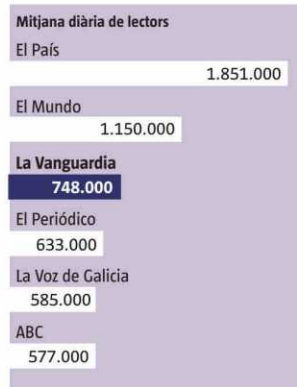 Mitjana diària de lectors
El País
1.851.000
El Mundo
1.150.000
La Vanguardia
748.000
El Periódico
633.000
La Voz de Galicia
585.000
ABC
577.000